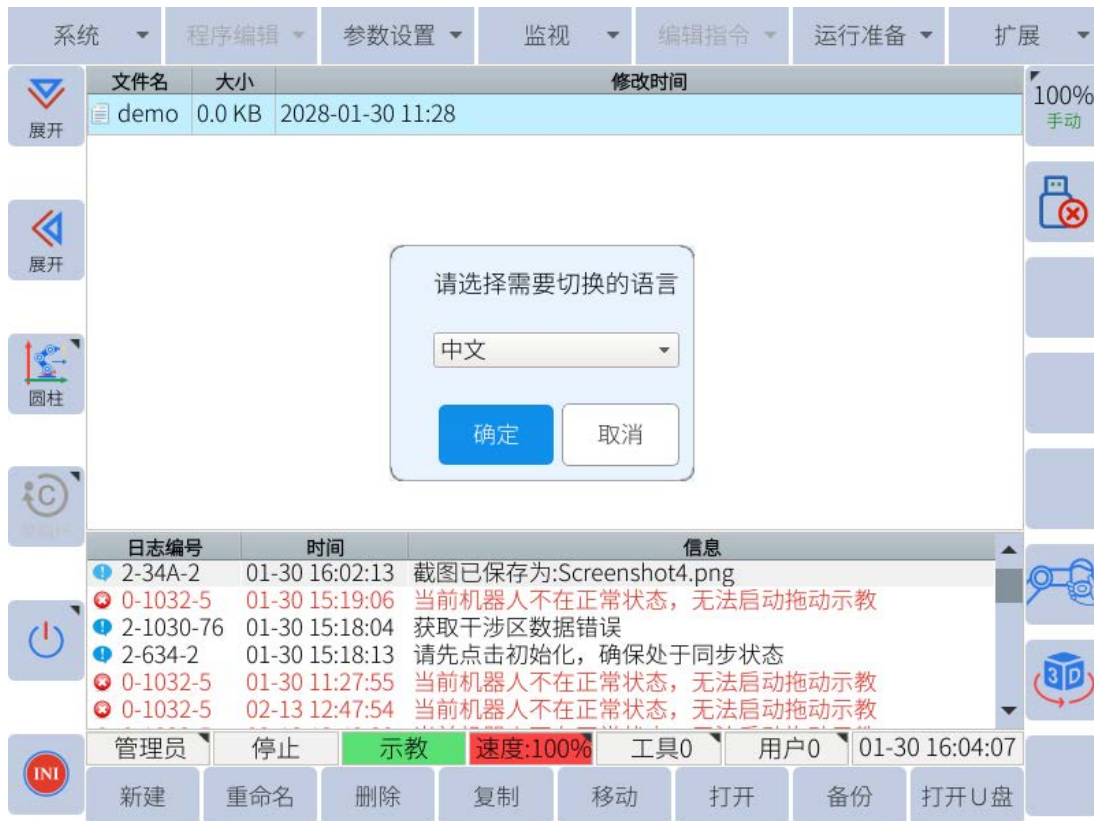 系统 程序编辑 参数设置 监视 编辑指令 运行准备 扩展
文件名 大小 修改时间
demo 0.0 KB 2028-01-30 11:28
展开
100%
手动
展开
请选择需要切换的语言
中文
圆柱
确定 取消
C
日志编号 时间 信息
2-34A-2 01-30 16:02:13 截图已保存为:Screenshot4.png
0-1032-5 01-30 15:19:06 当前机器人不在正常状态，无法启动拖动示教
2-1030-76 01-30 15:18:04 获取干涉区数据错误
2-634-2 01-30 15:18:13 请先点击初始化，确保处于同步状态
0-1032-5 01-30 11:27:55 当前机器人不在正常状态，无法启动拖动示教
0-1032-5 02-13 12:47:54 当前机器人不在正常状态，无法启动拖动示教
3D
管理员 停止 示教 速度:100% 工具0 用户0 01-30 16:04:07
INI
新建 重命名 删除 复制 移动 打开 备份 打开U盘